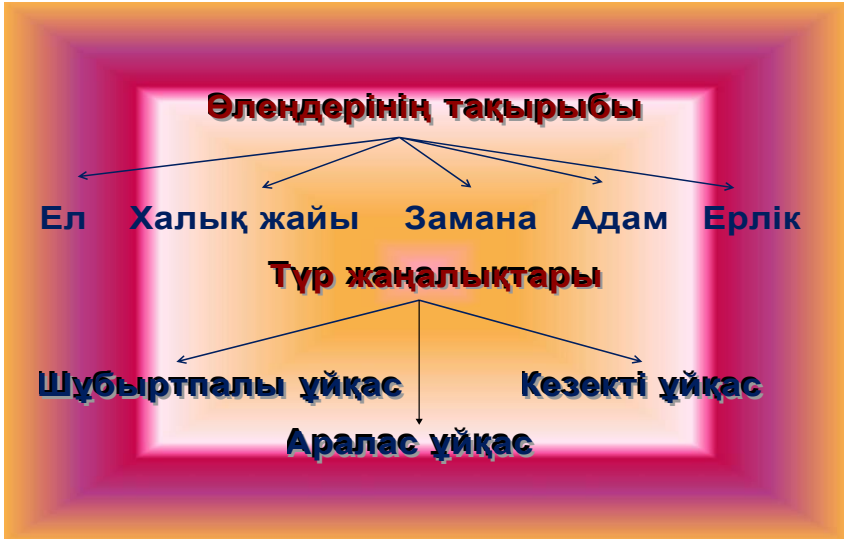 Өлеңдерінің тақырыбы
Ел Халық жайы Замана Адам Ерлік
Түр жаңалықтары
Шұбыртпалы ұйқас Кезекті ұйқас
Аралас ұйқас